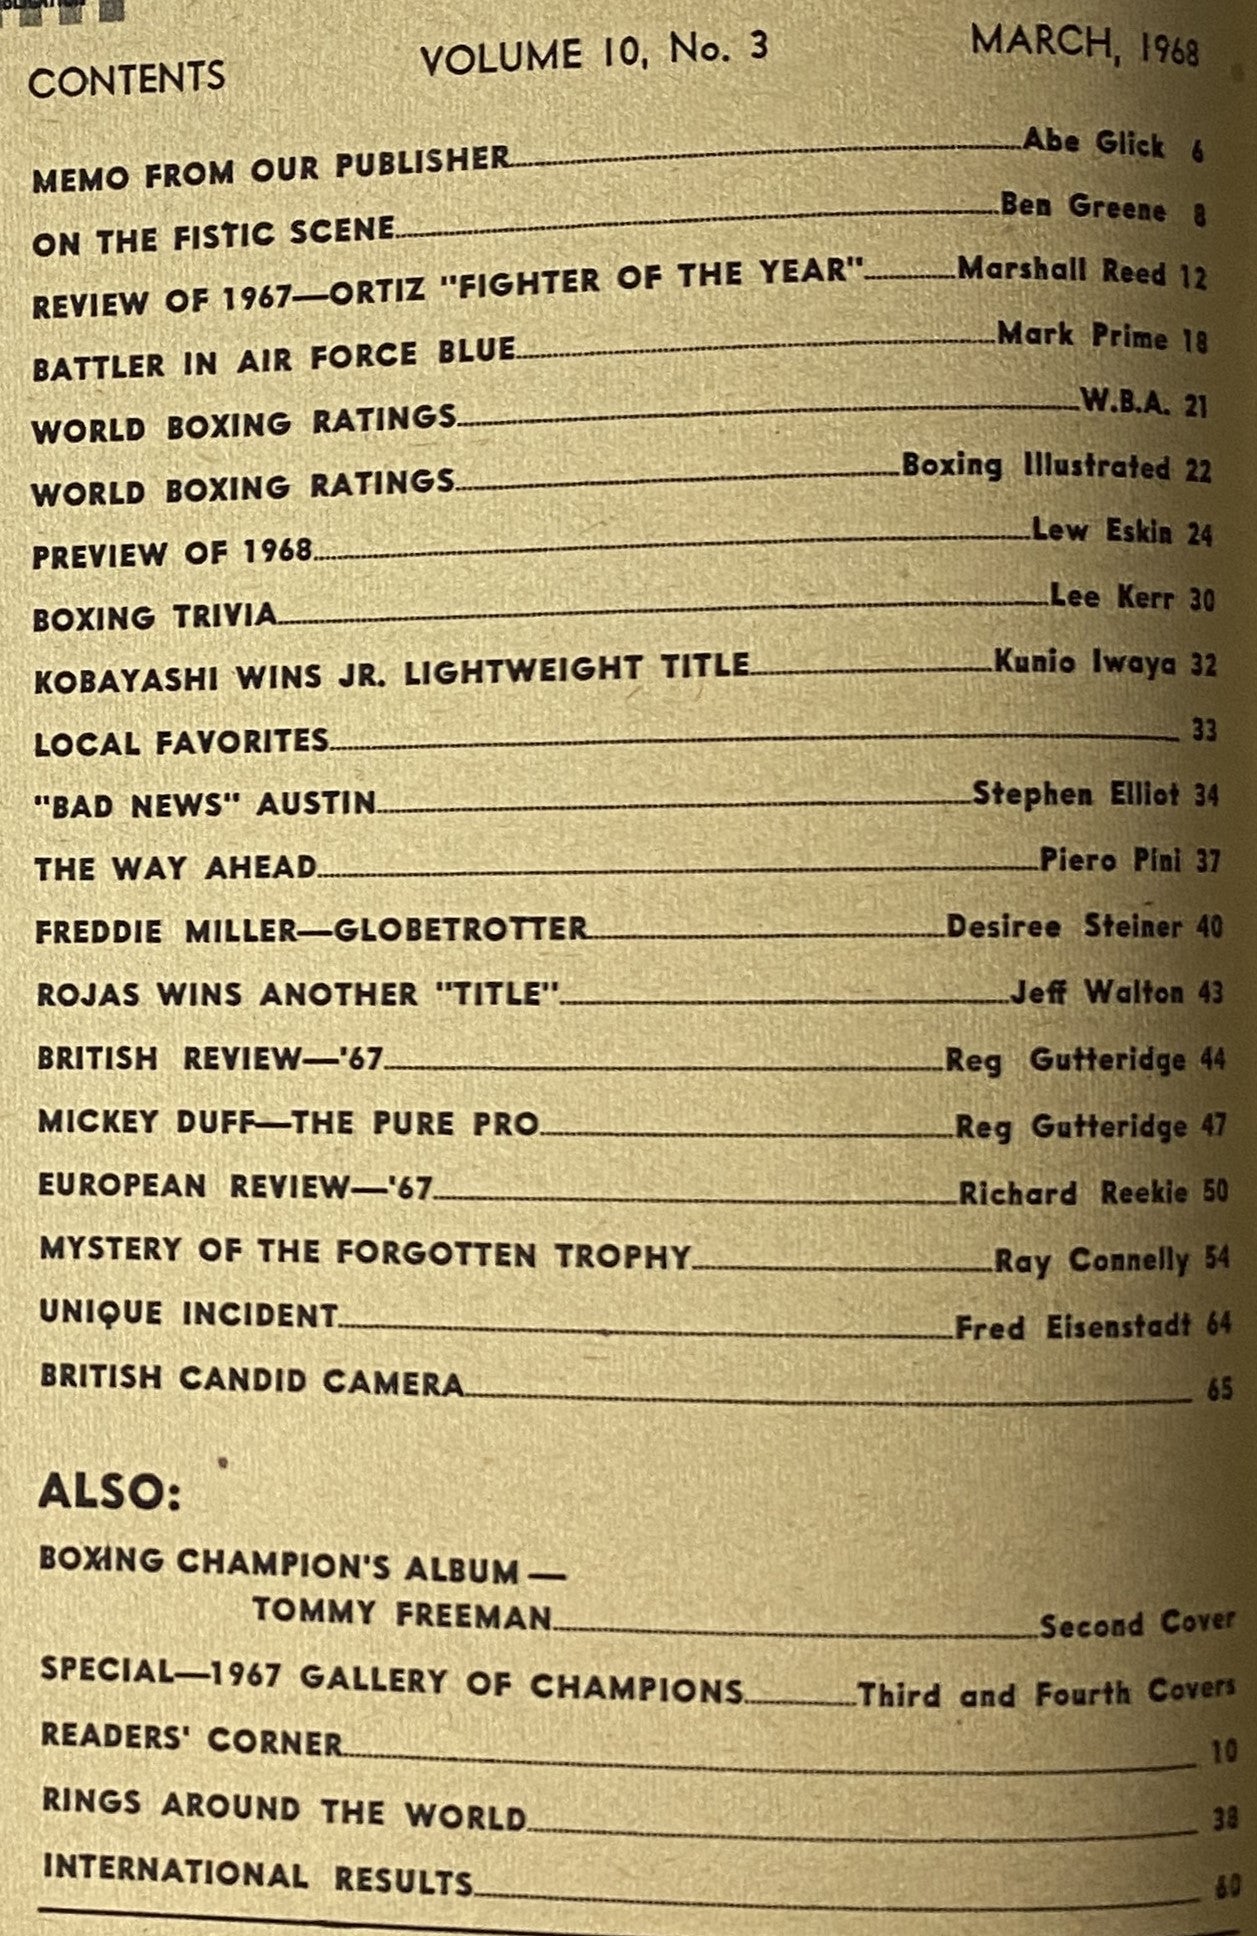 CONTENTS VOLUME 10, No. 3 MARCH, 1968
MEMO FROM OUR PUBLISHER Abe Glick 6
ON THE FISTIC SCENE Ben Greene 8
REVIEW OF 1967—ORTIZ "FIGHTER OF THE YEAR" Marshall Reed 12
BATTLER IN AIR FORCE BLUE Mark Prime 18
WORLD BOXING RATINGS W.B.A. 21
WORLD BOXING RATINGS Boxing Illustrated 22
PREVIEW OF 1968 Lew Eskin 24
BOXING TRIVIA Lee Kerr 30
KOBAYASHI WINS JR. LIGHTWEIGHT TITLE Kunio Iwaya 32
LOCAL FAVORITES 33
"BAD NEWS" AUSTIN Stephen Elliot 34
THE WAY AHEAD Piero Pini 37
FREDDIE MILLER—GLOBETROTTER Desiree Steiner 40
ROJAS WINS ANOTHER "TITLE" Jeff Walton 43
BRITISH REVIEW—'67 Reg Gutteridge 44
MICKEY DUFF—THE PURE PRO Reg Gutteridge 47
EUROPEAN REVIEW—'67 Richard Reekie 50
MYSTERY OF THE FORGOTTEN TROPHY Ray Connelly 54
UNIQUE INCIDENT Fred Eisenstadt 64
BRITISH CANDID CAMERA 65
ALSO:
BOXING CHAMPION'S ALBUM —
TOMMY FREEMAN Second Cover
SPECIAL—1967 GALLERY OF CHAMPIONS Third and Fourth Covers
READERS' CORNER 10
RINGS AROUND THE WORLD 38
INTERNATIONAL RESULTS 60